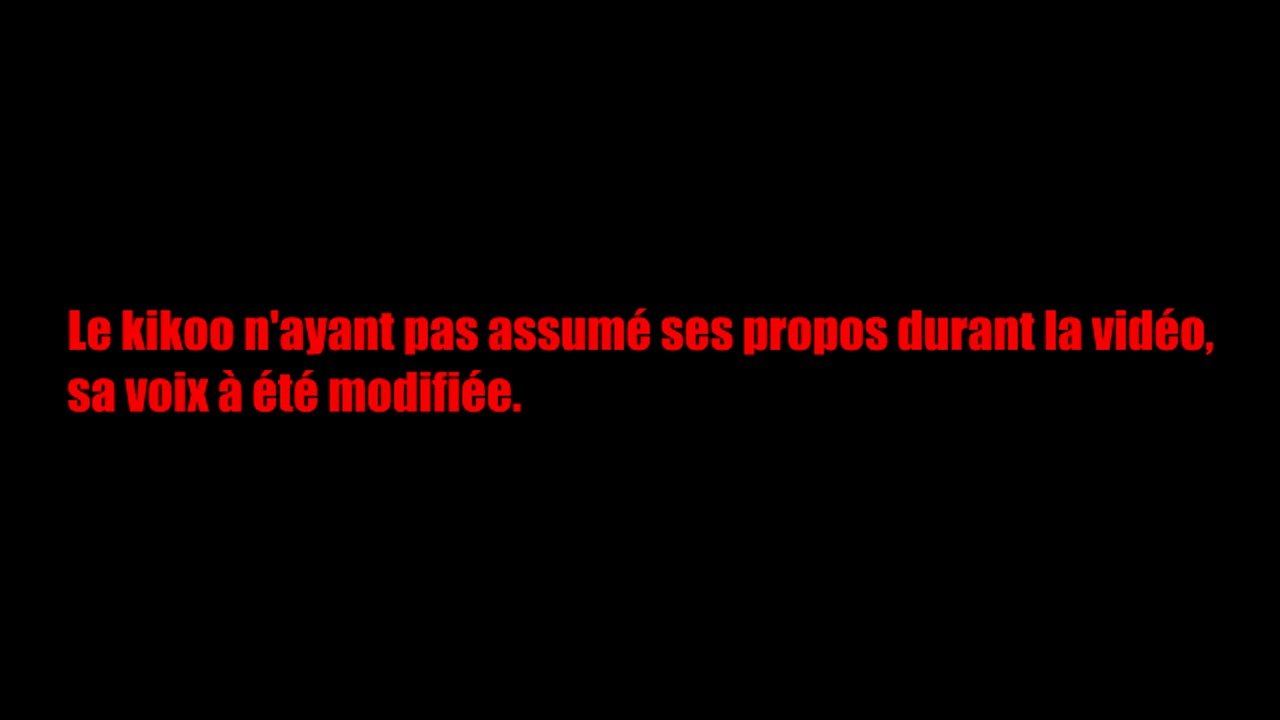 Le kikoo n'ayant pas assumé ses propos durant la vidéo,
sa voix à été modifiée.